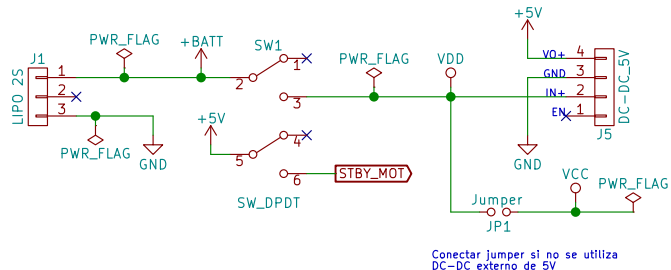 J1
LIPO 2S
1
2
3
PWR_FLAG
PWR_FLAG
+BATT
GND
SW1
2
1
3
+5V
5
4
6
SW_DPDT
STBY_MOT
PWR_FLAG
VDD
+5V
VO+ 4
GND 3
IN+ 2
EN 1
DC-DC_5V
J5
GND
Jumper
JP1
VCC
PWR_FLAG
Conectar jumper si no se utiliza
DC-DC externo de 5V